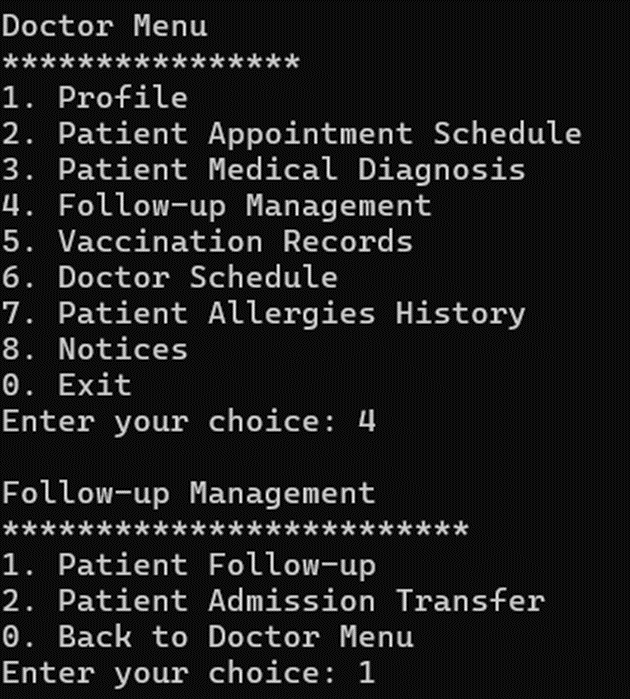 Doctor Menu
****************
1. Profile
2. Patient Appointment Schedule
3. Patient Medical Diagnosis
4. Follow-up Management
5. Vaccination Records
6. Doctor Schedule
7. Patient Allergies History
8. Notices
0. Exit
Enter your choice: 4

Follow-up Management
*************************
1. Patient Follow-up
2. Patient Admission Transfer
0. Back to Doctor Menu
Enter your choice: 1